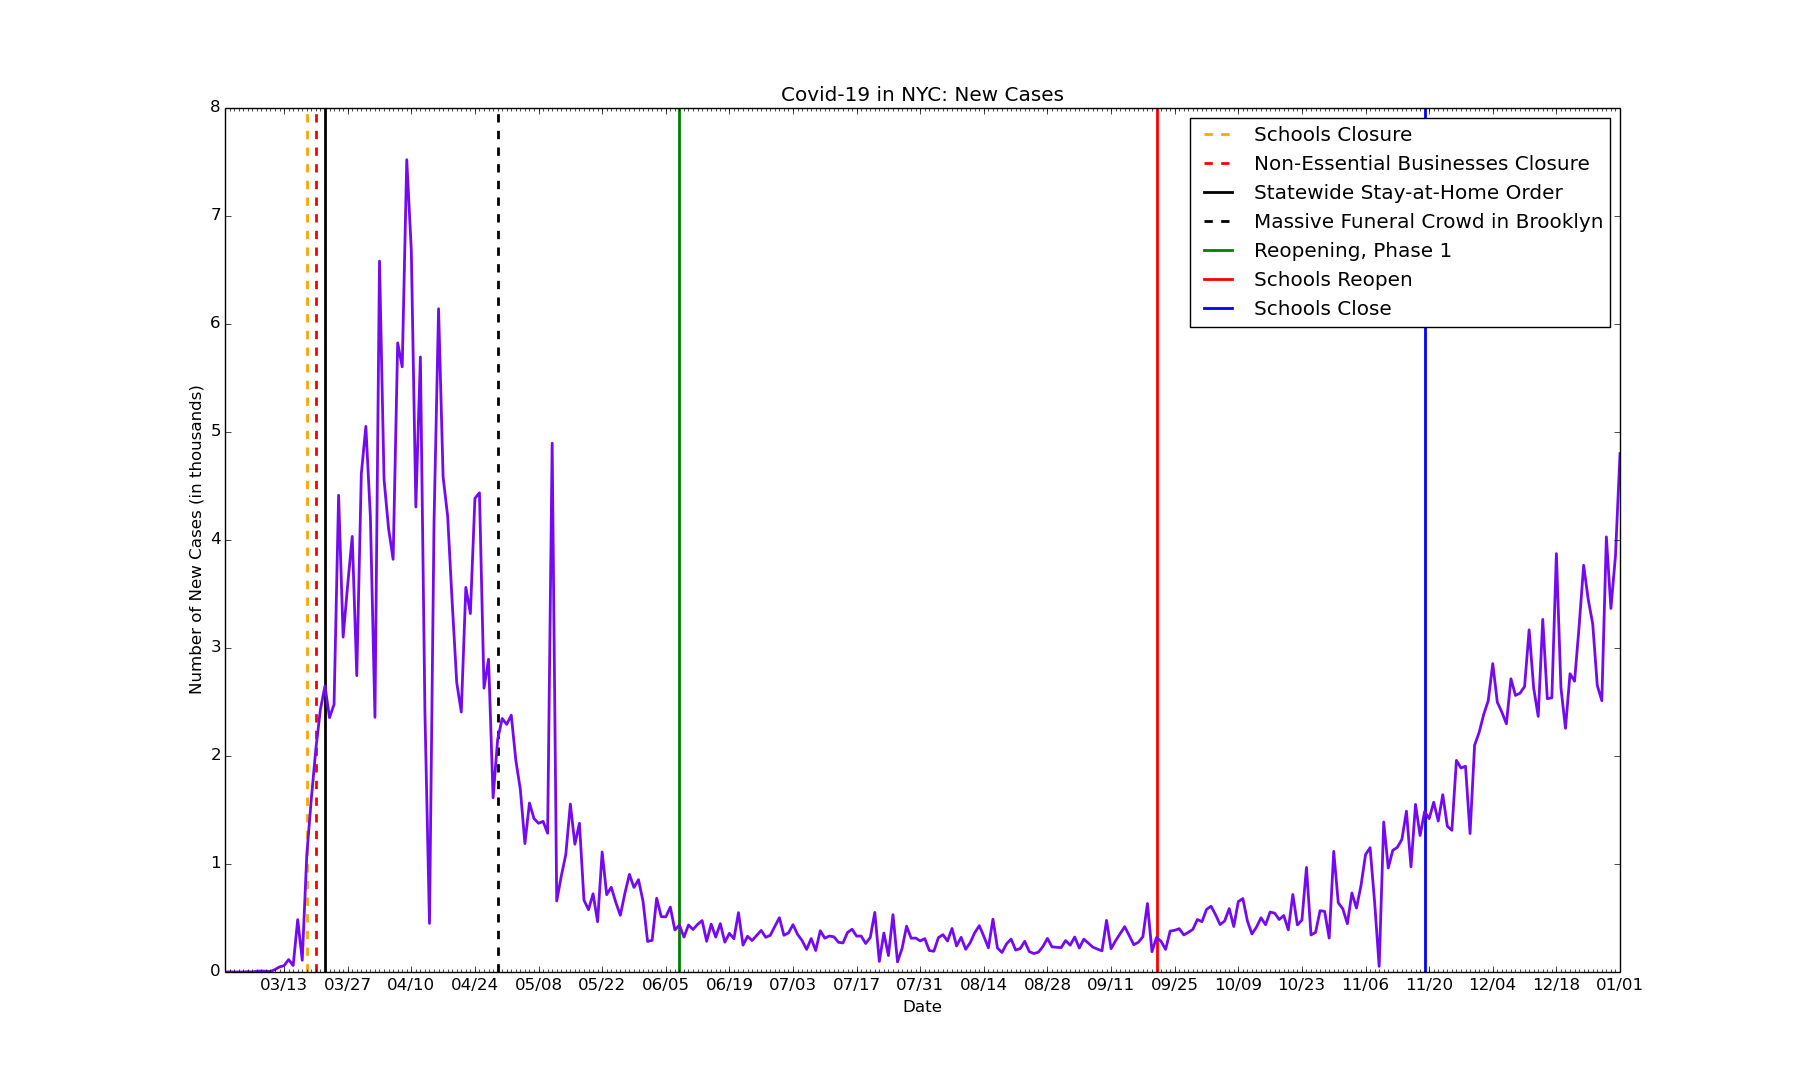 Covid-19 in NYC: New Cases
Number of New Cases (in thousands)
8
7
6
5
4
3
2
1
0
Schools Closure
Non-Essential Businesses Closure
Statewide Stay-at-Home Order
Massive Funeral Crowd in Brooklyn
Reopening, Phase 1
Schools Reopen
Schools Close
03/13 03/27 04/10 04/24 05/08 05/22 06/05 06/19 07/03 07/17 07/31 08/14 08/28 09/11 09/25 10/09 10/23 11/06 11/20 12/04 12/18 01/01
Date